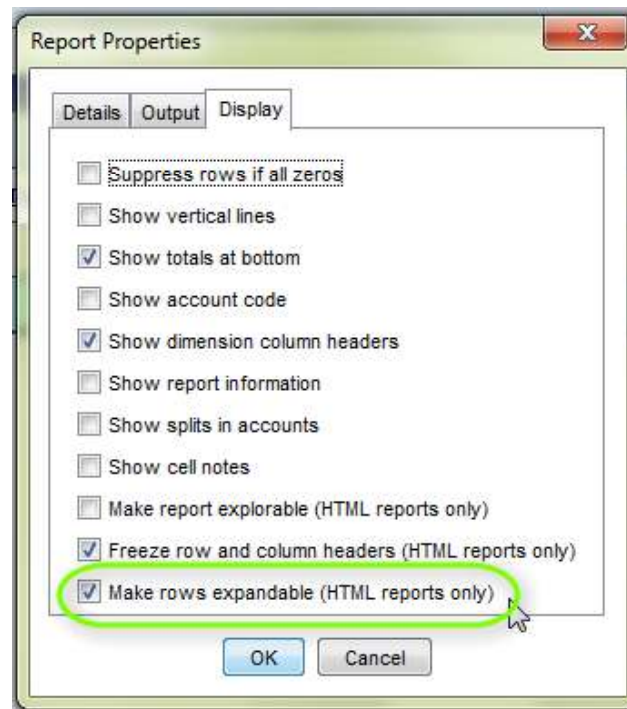 Report Properties
Details Output Display
Suppress rows if all zeros
Show vertical lines
Show totals at bottom
Show account code
Show dimension column headers
Show report information
Show splits in accounts
Show cell notes
Make report explorable (HTML reports only)
Freeze row and column headers (HTML reports only)
Make rows expandable (HTML reports only)
OK Cancel